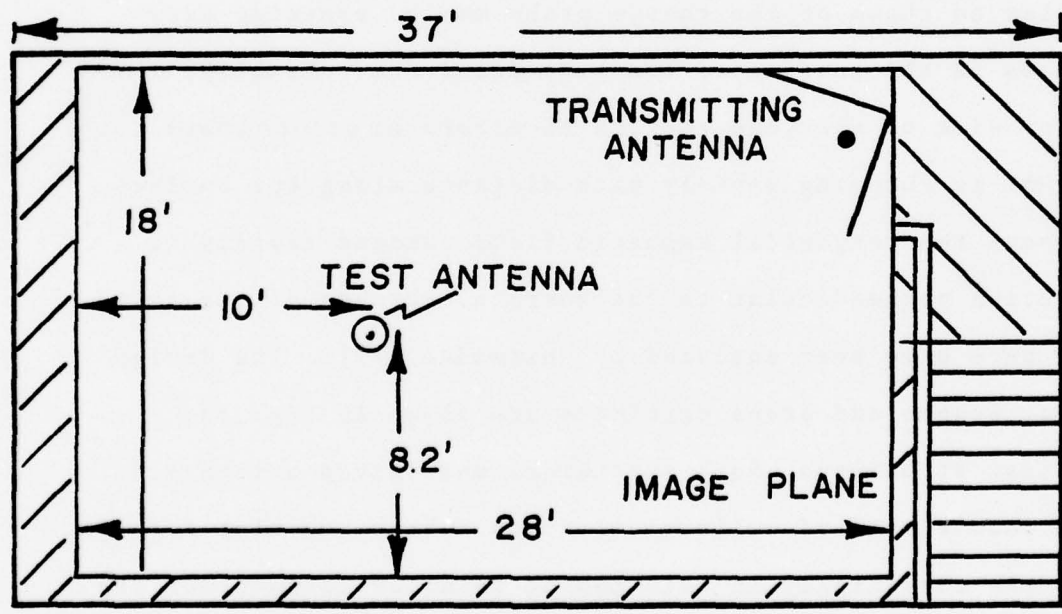 37'
TRANSMITTING
ANTENNA
18'
TEST ANTENNA
10'
8.2'
IMAGE PLANE
28'